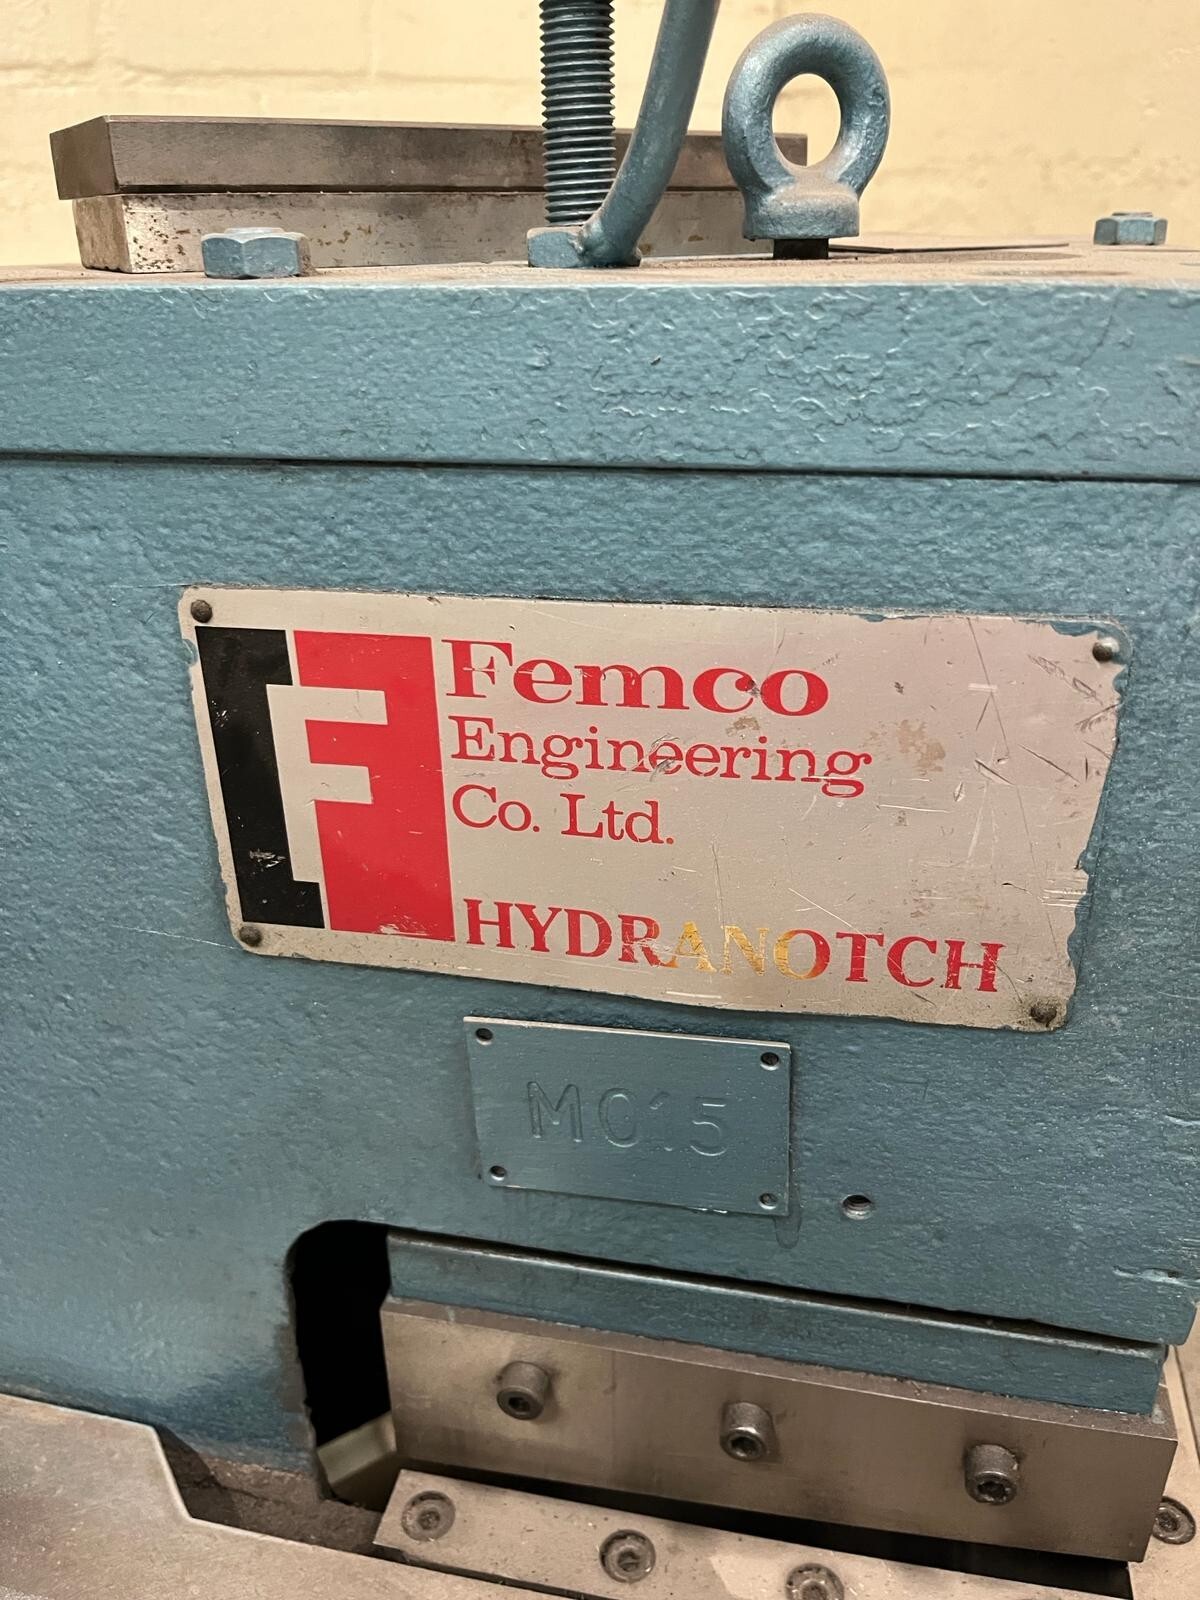 Femco
Engineering
Co. Ltd.
HYDRANOTCH
MC15